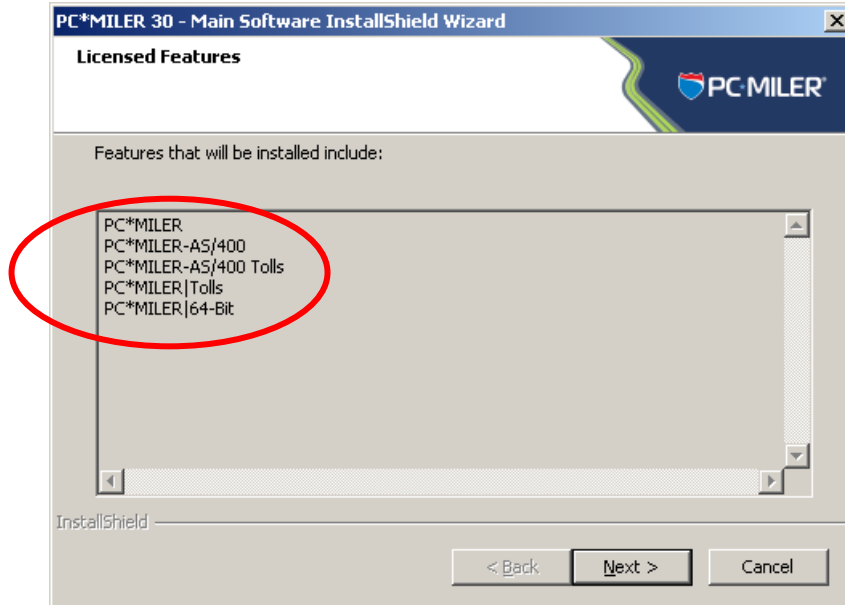 PC*MILER 30 - Main Software InstallShield Wizard
Licensed Features
PC·MILER®
Features that will be installed include:
PC*MILER
PC*MILER-AS/400
PC*MILER-AS/400 Tolls
PC*MILER|Tolls
PC*MILER|64-Bit
InstallShield
< Back Next > Cancel